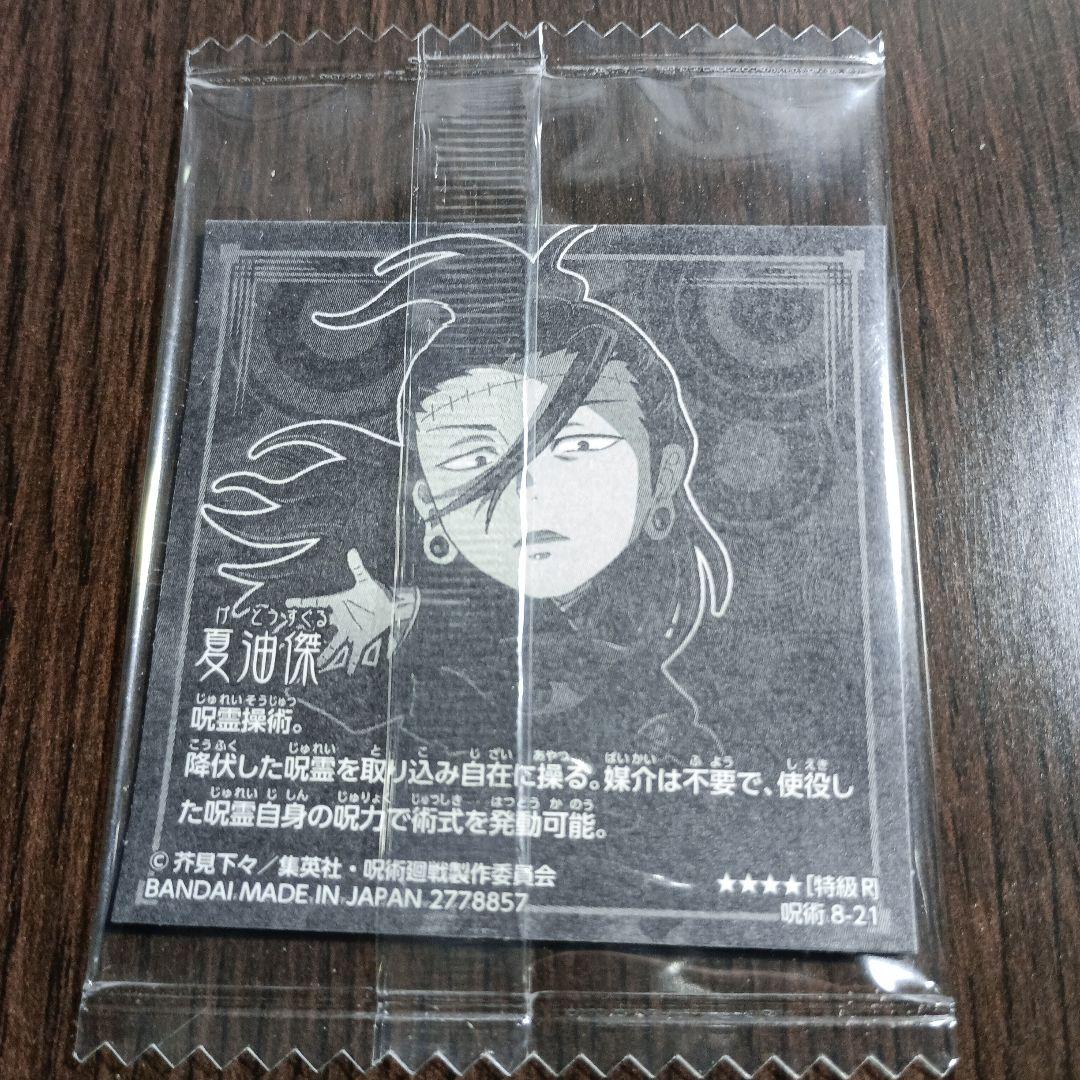 げとうすぐる
夏油傑
じゅれいそうじゅつ
呪霊操術。
こうふく じゅれい と こ じざい あやつ ばいかい ふよう しえき
降伏した呪霊を取り込み自在に操る。媒介は不要で、使役し
じゅれいじしん じゅりょく じゅつしき はつどうかのう
た呪霊自身の呪力で術式を発動可能。
© 芥見下々／集英社・呪術廻戦製作委員会
BANDAI MADE IN JAPAN 2778857
★★★★[特級 R]
呪術 8-21